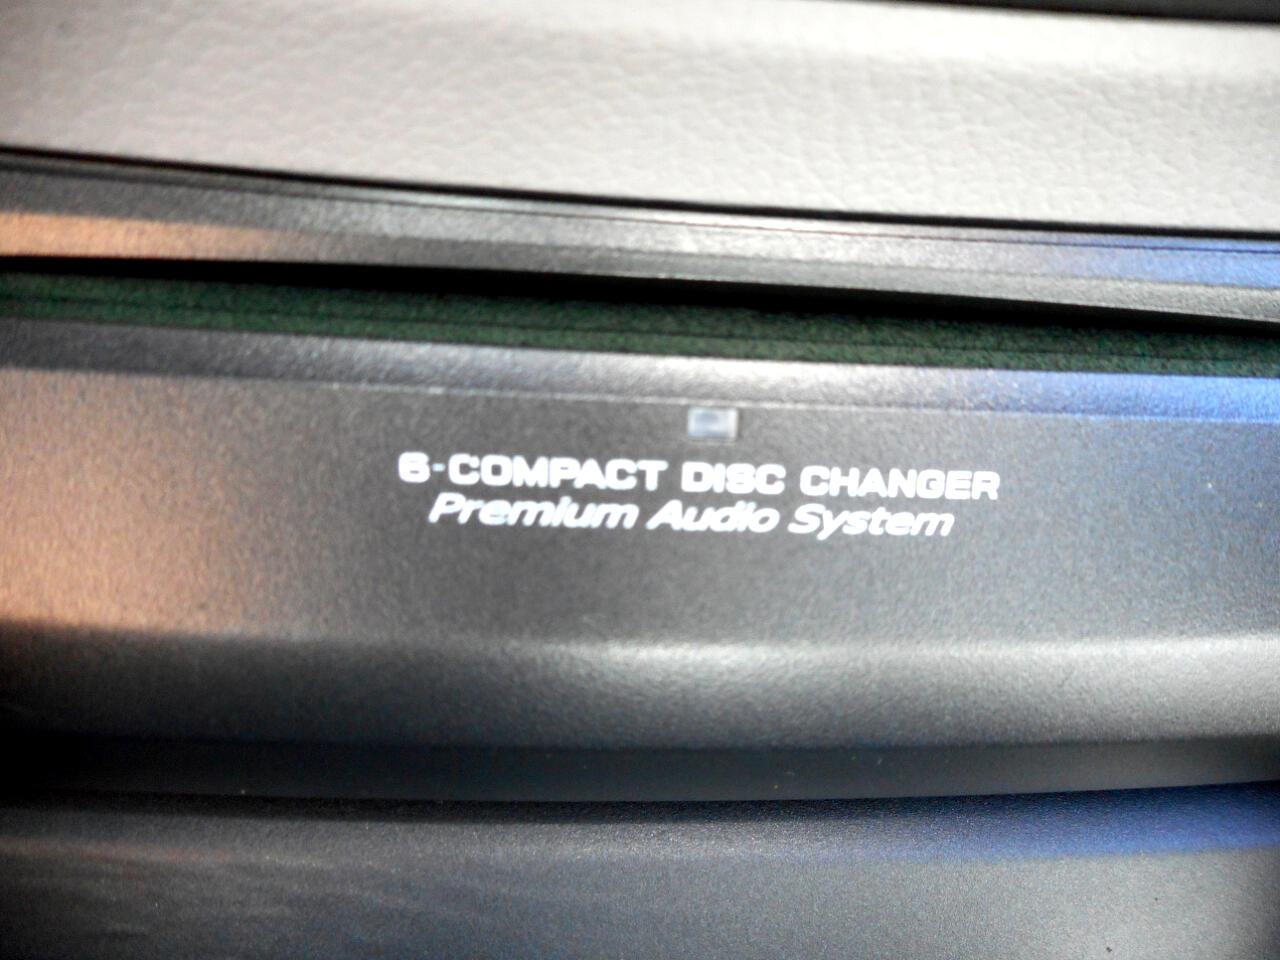 6-COMPACT DISC CHANGER
Premium Audio System